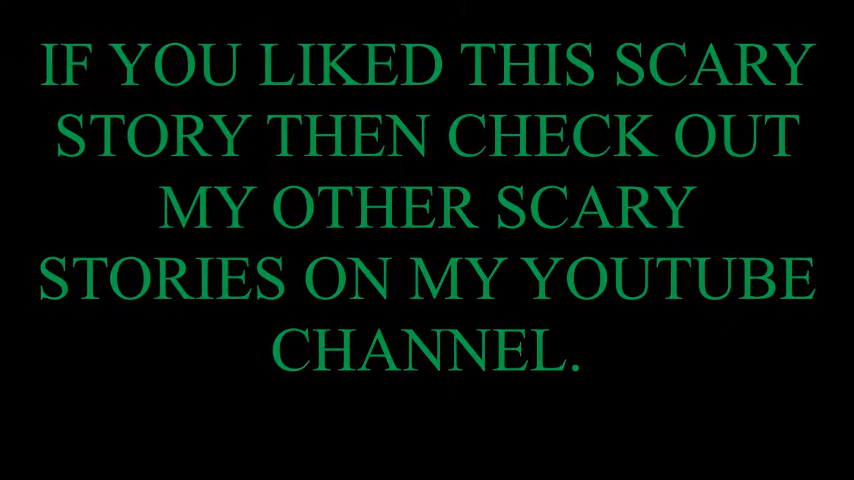 IF YOU LIKED THIS SCARY
STORY THEN CHECK OUT
MY OTHER SCARY
STORIES ON MY YOUTUBE
CHANNEL.